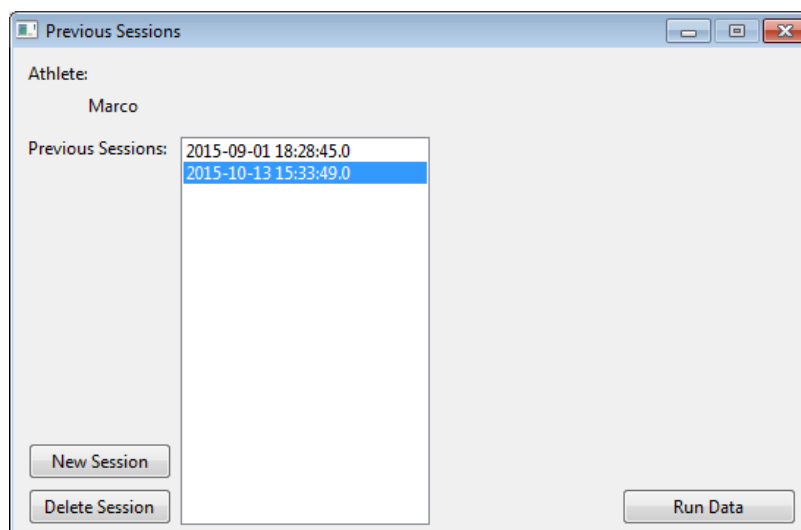 Previous Sessions
Athlete:
Marco
Previous Sessions:
2015-09-01 18:28:45.0
2015-10-13 15:33:49.0
New Session
Delete Session
Run Data